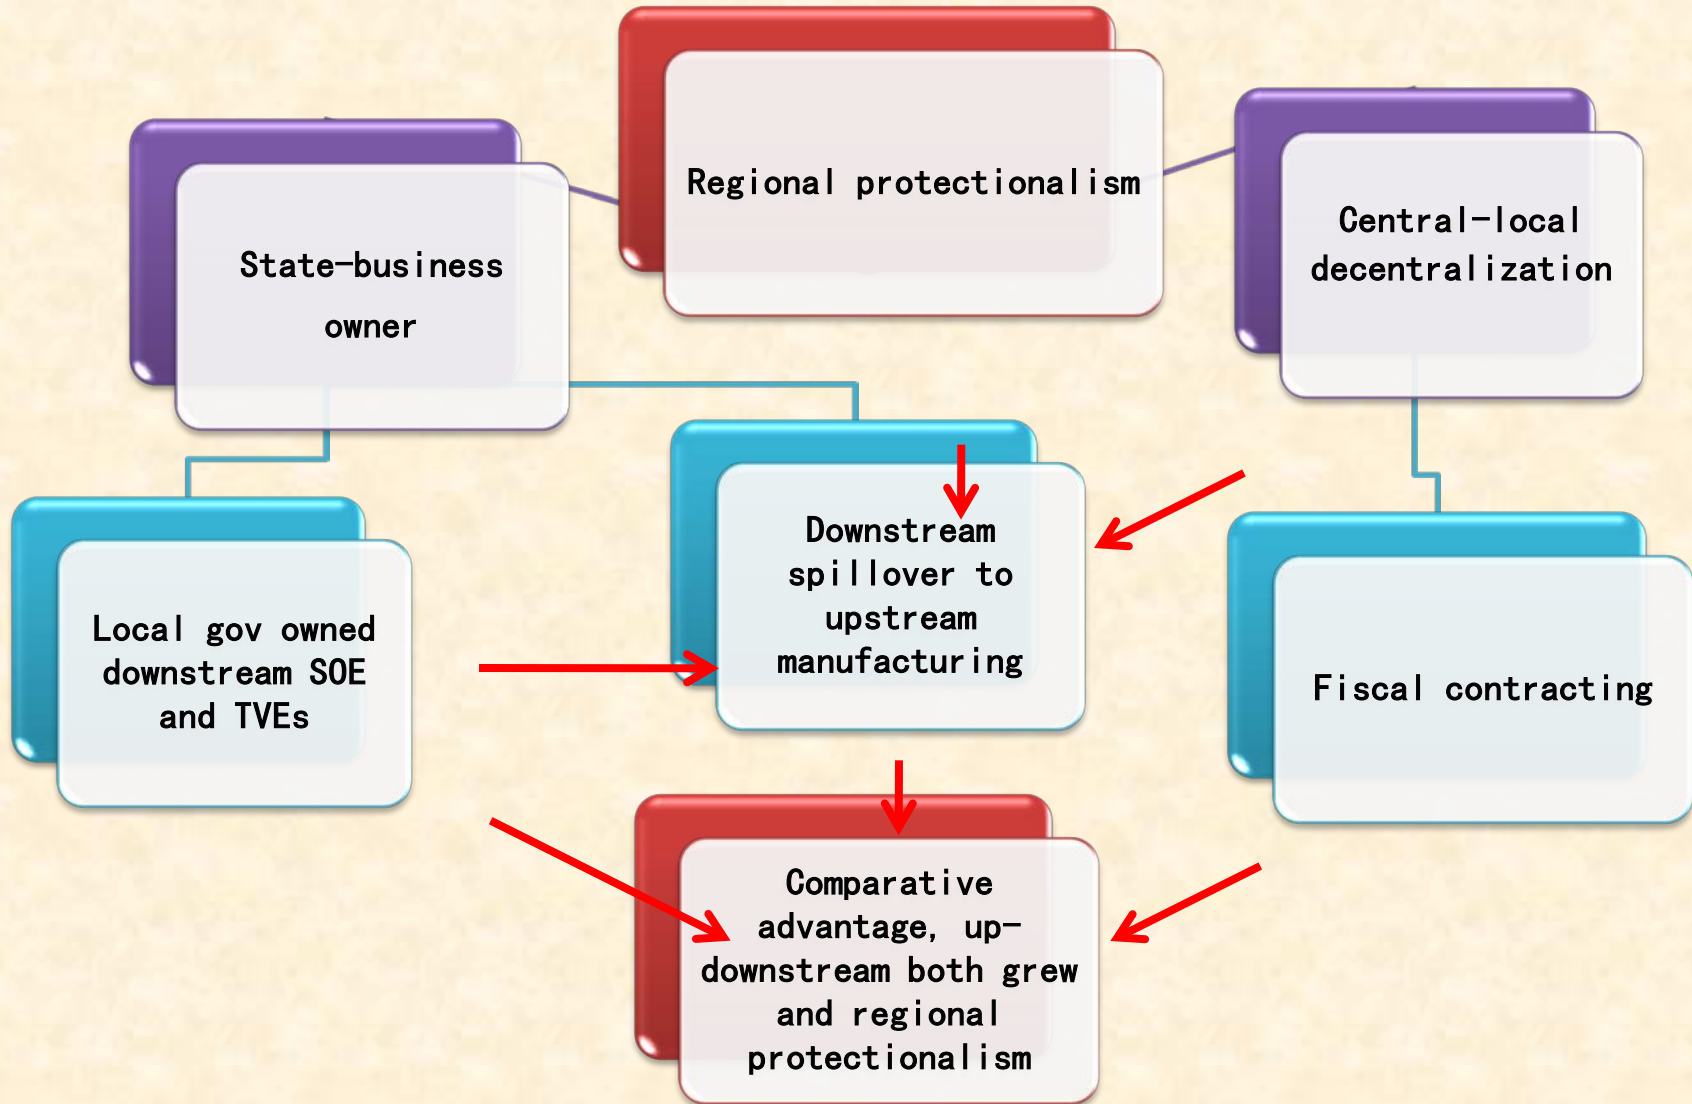 Regional protectionalism
State-business
owner
Central-local
decentralization
Local gov owned
downstream SOE
and TVEs
Downstream
spillover to
upstream
manufacturing
Fiscal contracting
Comparative
advantage, up-
downstream both grew
and regional
protectionalism